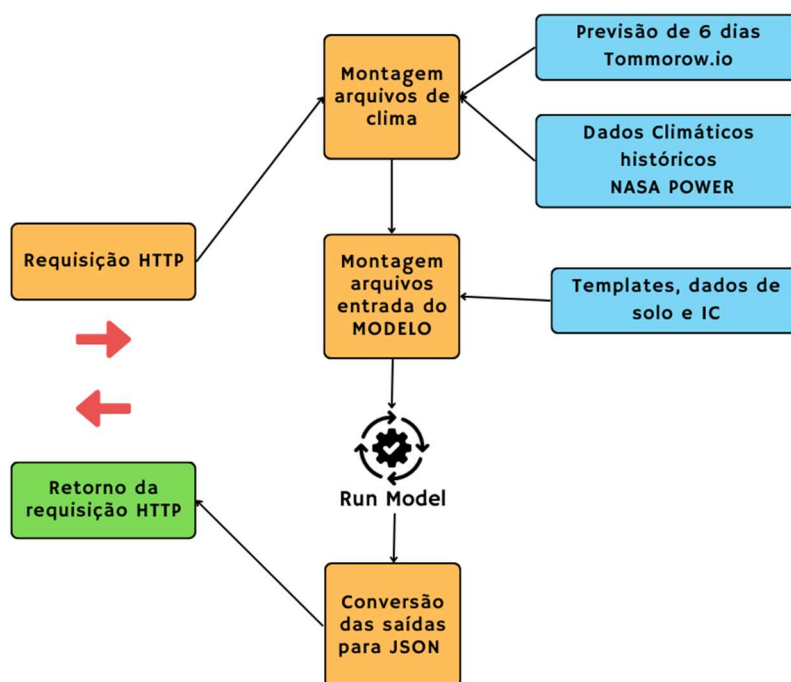 Previsão de 6 dias
Tommorow.io
Montagem
arquivos de
clima
Dados Climáticos
históricos
NASA POWER
Requisição HTTP
Montagem
arquivos
entrada do
MODELO
Templates, dados de
solo e IC
Run Model
Retorno da
requisição HTTP
Conversão
das saídas
para JSON